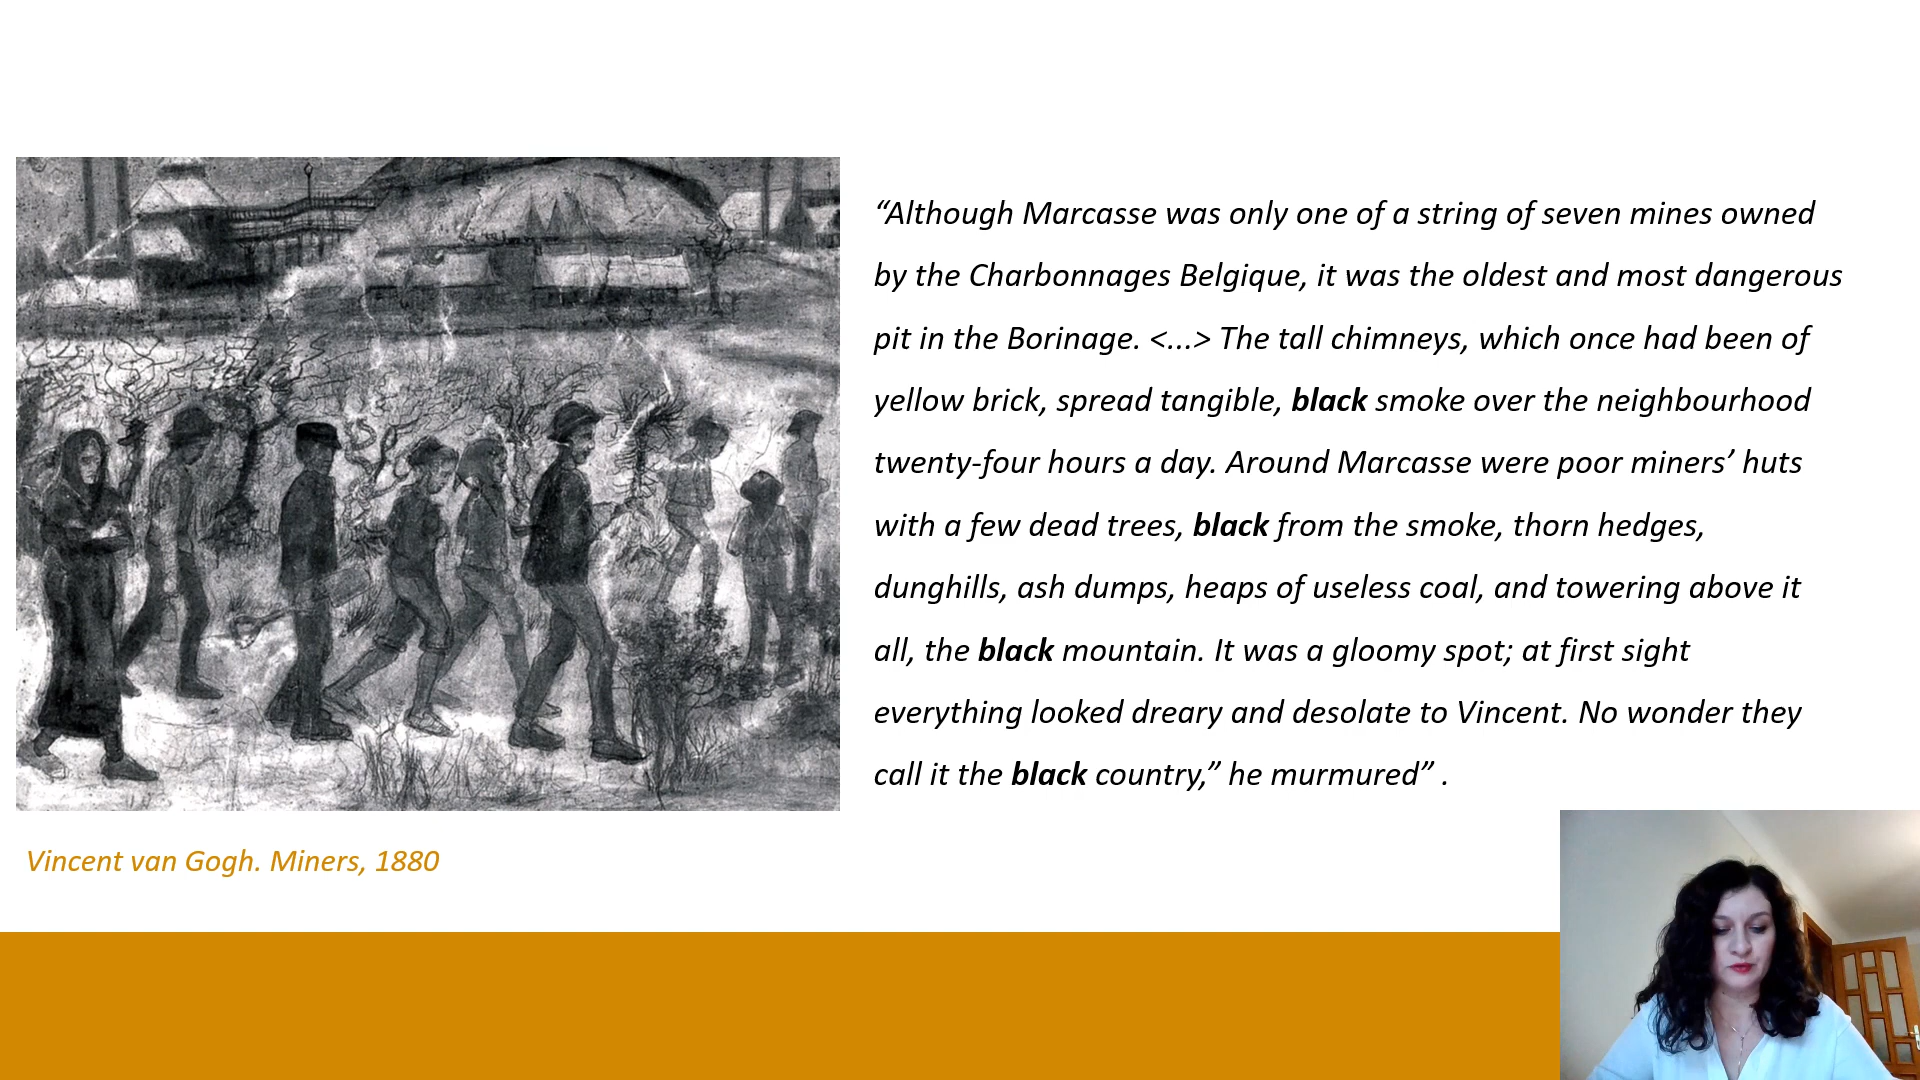 “Although Marcasse was only one of a string of seven mines owned
by the Charbonnages Belgique, it was the oldest and most dangerous
pit in the Borinage. <...> The tall chimneys, which once had been of
yellow brick, spread tangible, black smoke over the neighbourhood
twenty-four hours a day. Around Marcasse were poor miners’ huts
with a few dead trees, black from the smoke, thorn hedges,
dunghills, ash dumps, heaps of useless coal, and towering above it
all, the black mountain. It was a gloomy spot; at first sight
everything looked dreary and desolate to Vincent. No wonder they
call it the black country,” he murmured” .
Vincent van Gogh. Miners, 1880